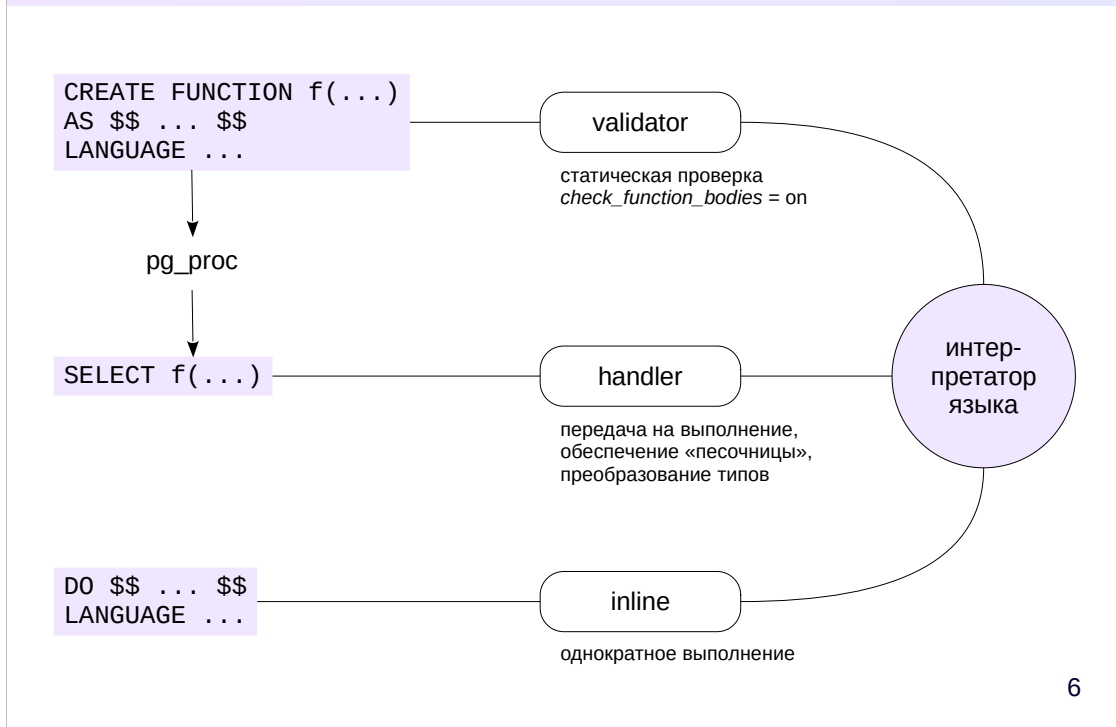 CREATE FUNCTION f(...)
AS $$ ... $$
LANGUAGE ...
validator
статическая проверка
check_function_bodies = on
pg_proc
SELECT f(...)
handler
передача на выполнение,
обеспечение «песочницы»,
преобразование типов
интер-
претатор
языка
DO $$ ... $$
LANGUAGE ...
inline
однократное выполнение
6